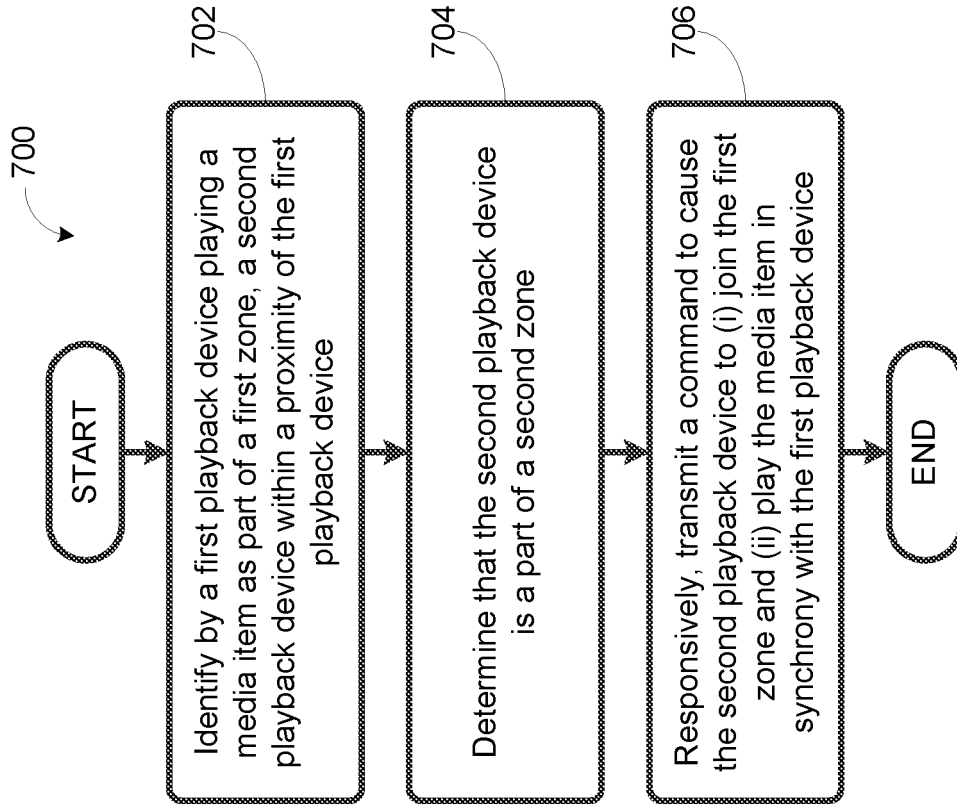 700
START
702
Identify by a first playback device playing a
media item as part of a first zone, a second
playback device within a proximity of the first
playback device
704
Determine that the second playback device
is a part of a second zone
706
Responsively, transmit a command to cause
the second playback device to (i) join the first
zone and (ii) play the media item in
synchrony with the first playback device
END